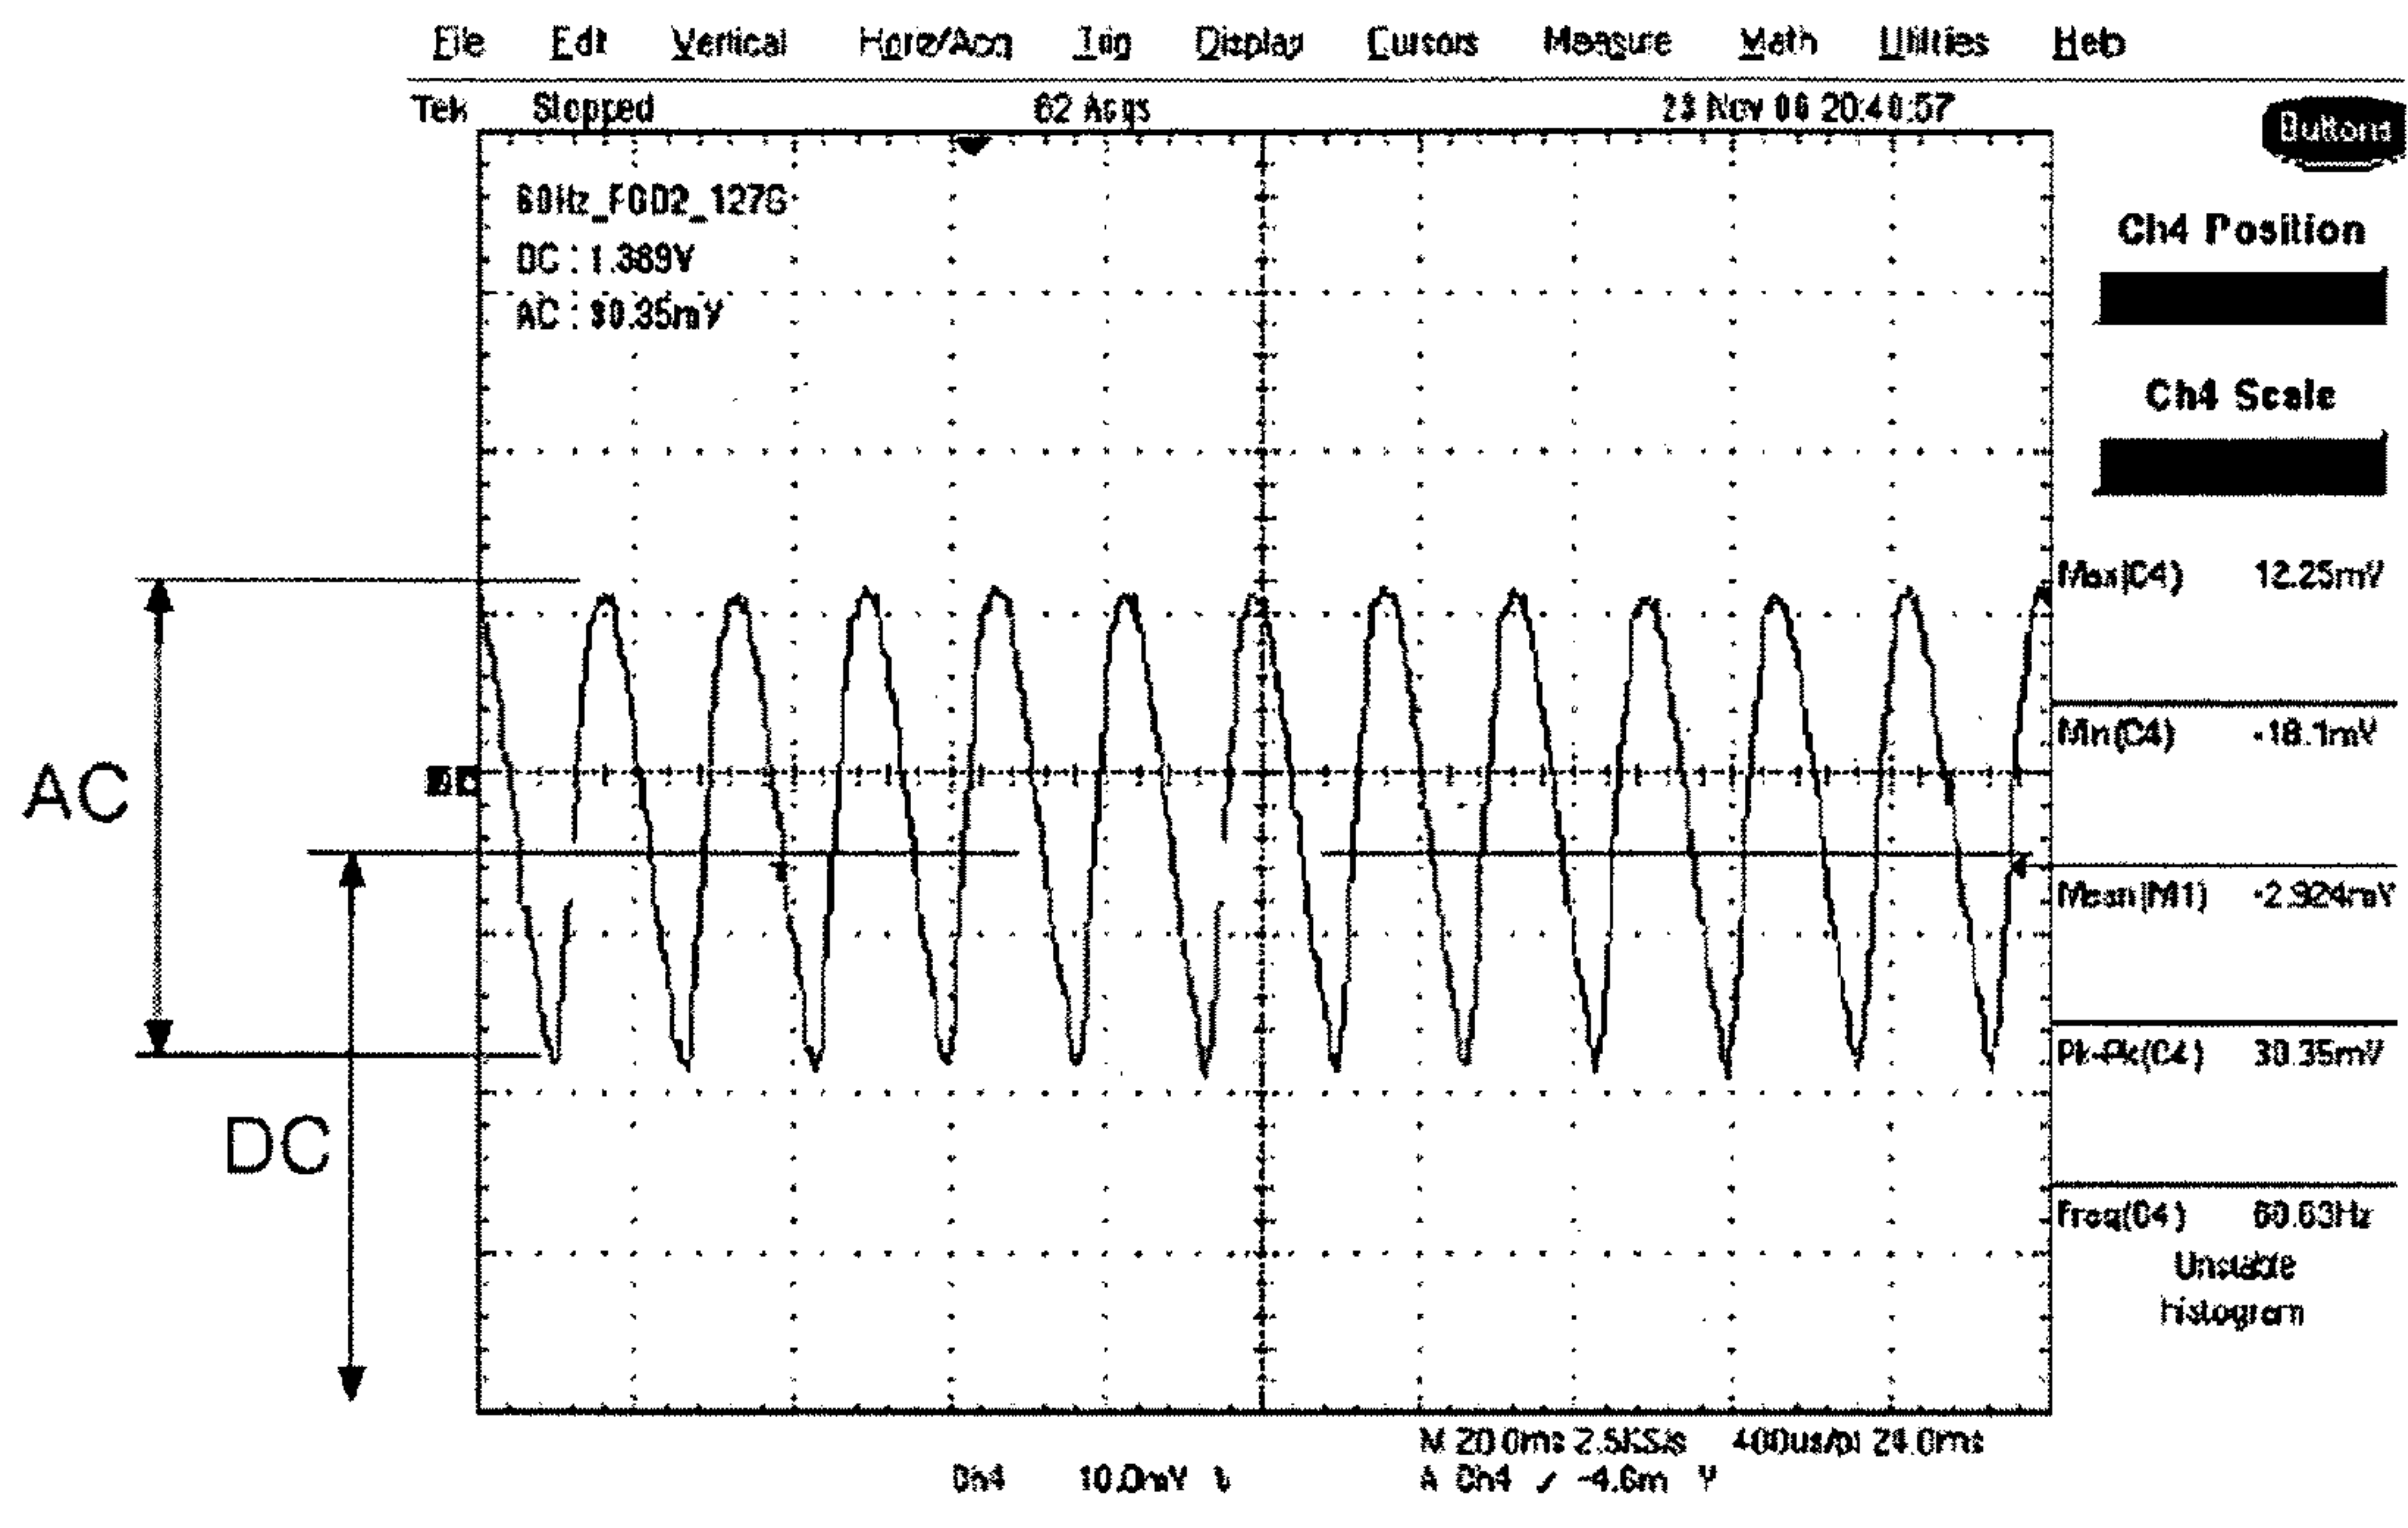 File Edit Vertical Horiz/Acq Trig Display Cursors Measure Math Utilities Help
Tek Stopped 62 Acqs 23 Nov 06 20:40:57
Buttons
60Hz_FGD2_127G
DC : 1.389V
AC : 30.35mV
Ch4 Position
Ch4 Scale
Max(C4) 12.25mV
Min(C4) -18.1mV
AC
Mean(M1) -2.924mV
Pk-Pk(C4) 30.35mV
DC
Freq(C4) 60.63Hz
Unstable
histogram
M 20.0ms 2.5KS/s 400us/pt 24.0ms
Ch4 10.0mV A Ch4 -4.6m V